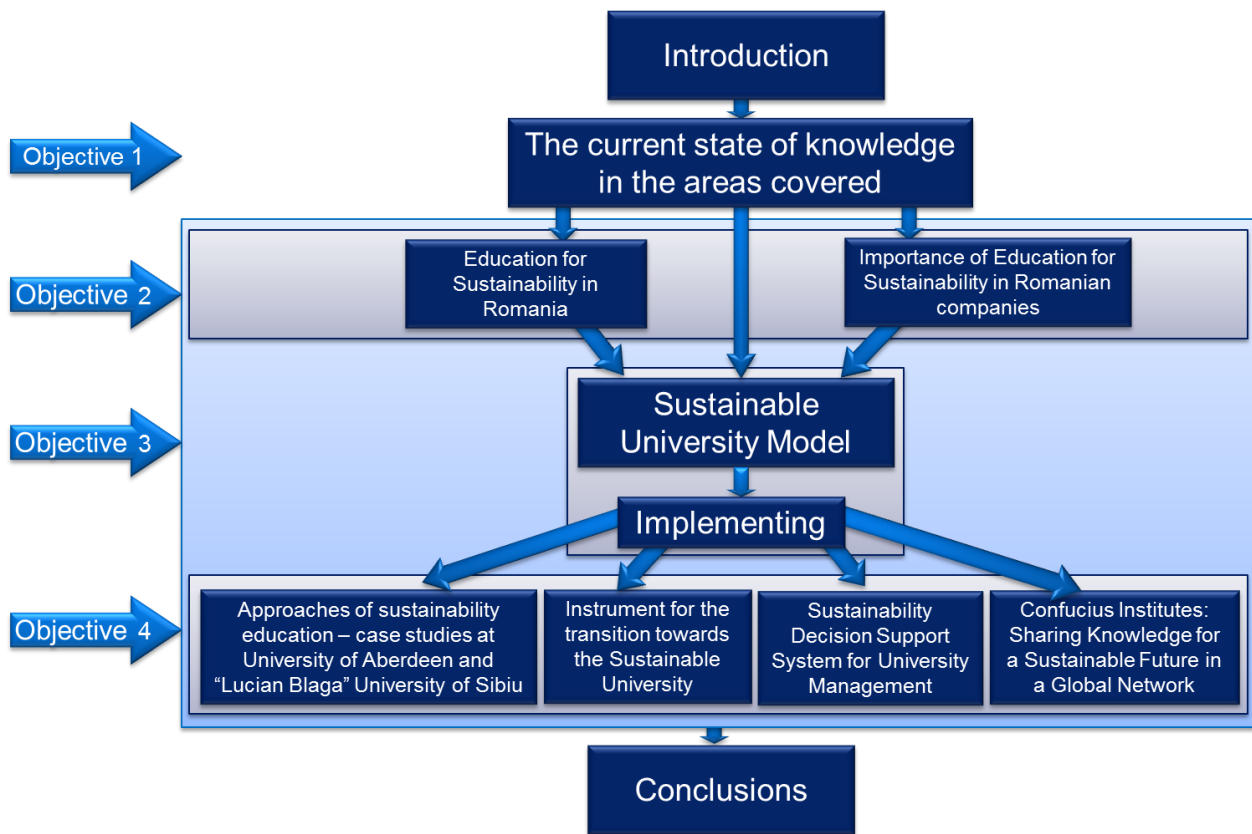 Introduction
Objective 1
The current state of knowledge
in the areas covered
Objective 2
Education for
Sustainability in
Romania
Importance of Education for
Sustainability in Romanian
companies
Objective 3
Sustainable
University Model
Implementing
Objective 4
Approaches of sustainability
education – case studies at
University of Aberdeen and
“Lucian Blaga” University of Sibiu
Instrument for the
transition towards
the Sustainable
University
Sustainability
Decision Support
System for University
Management
Confucius Institutes:
Sharing Knowledge for
a Sustainable Future in
a Global Network
Conclusions